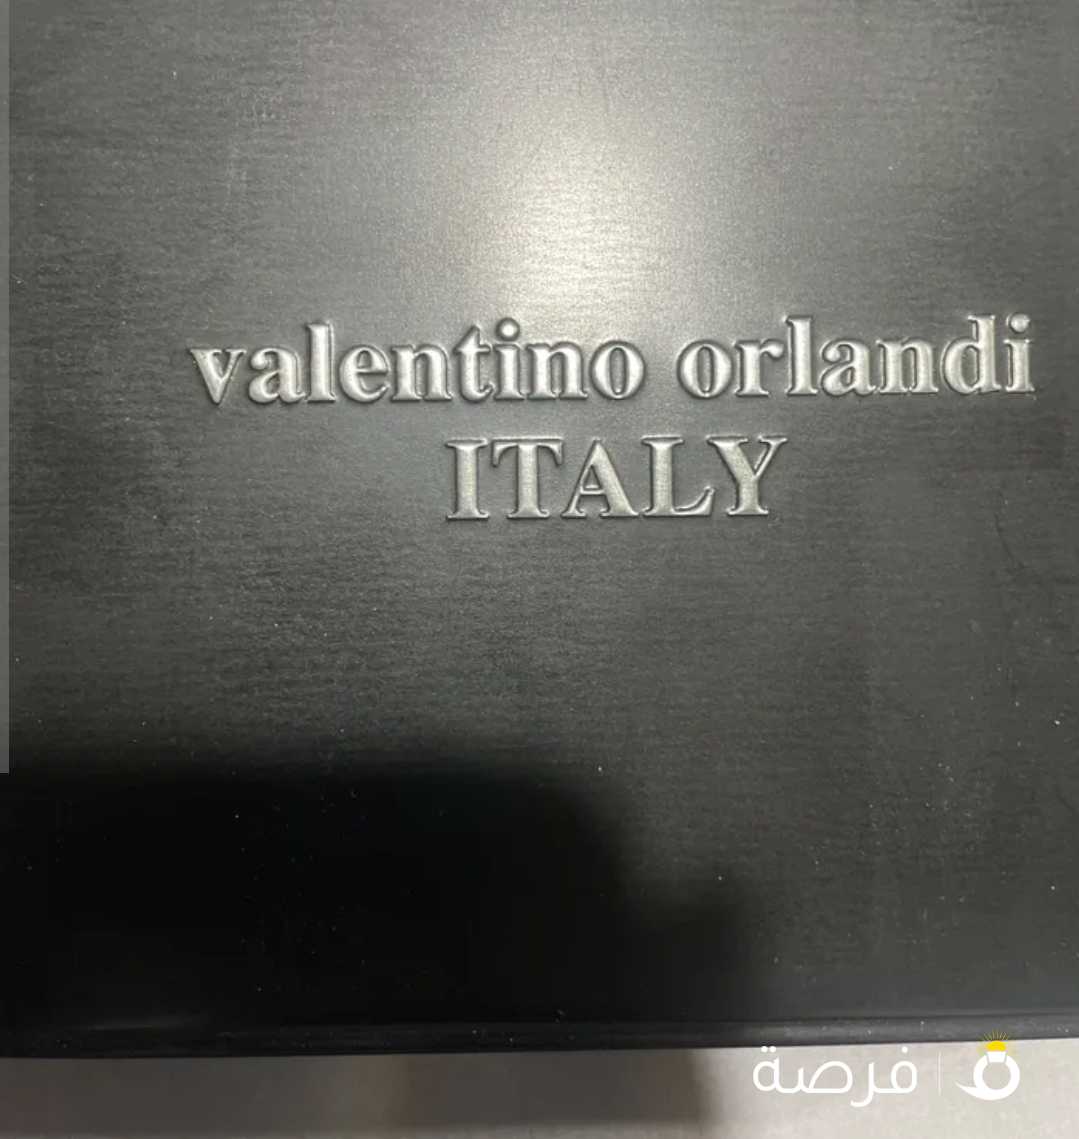 valentino orlandi
ITALY
فرصة